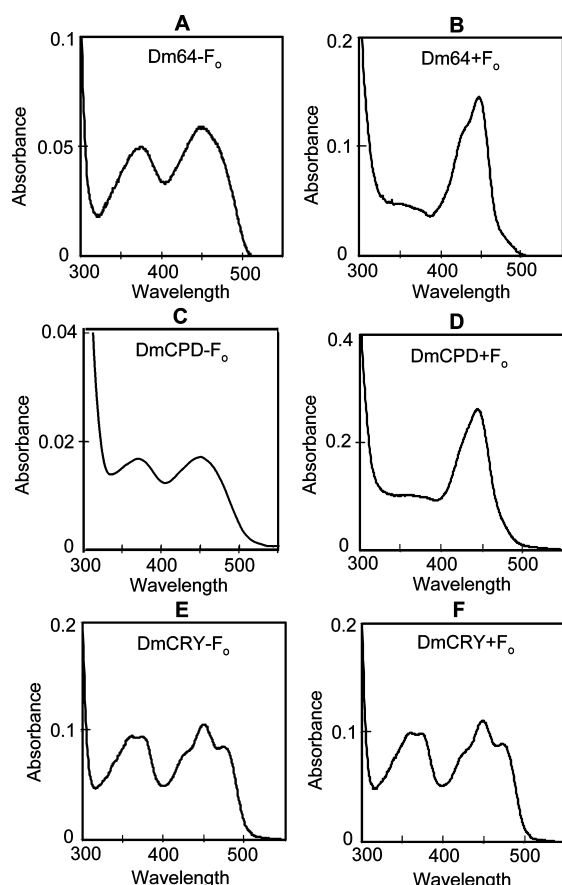 A
Dm64-Fo
Absorbance
0.1
0.05
0
300
400
500
Wavelength
B
Dm64+Fo
Absorbance
0.2
0.1
0
300
400
500
Wavelength
C
DmCPD-Fo
Absorbance
0.04
0.02
0
300
400
500
Wavelength
D
DmCPD+Fo
Absorbance
0.4
0.2
0
300
400
500
Wavelength
E
DmCRY-Fo
Absorbance
0.2
0.1
0
300
400
500
Wavelength
F
DmCRY+Fo
Absorbance
0.2
0.1
0
300
400
500
Wavelength